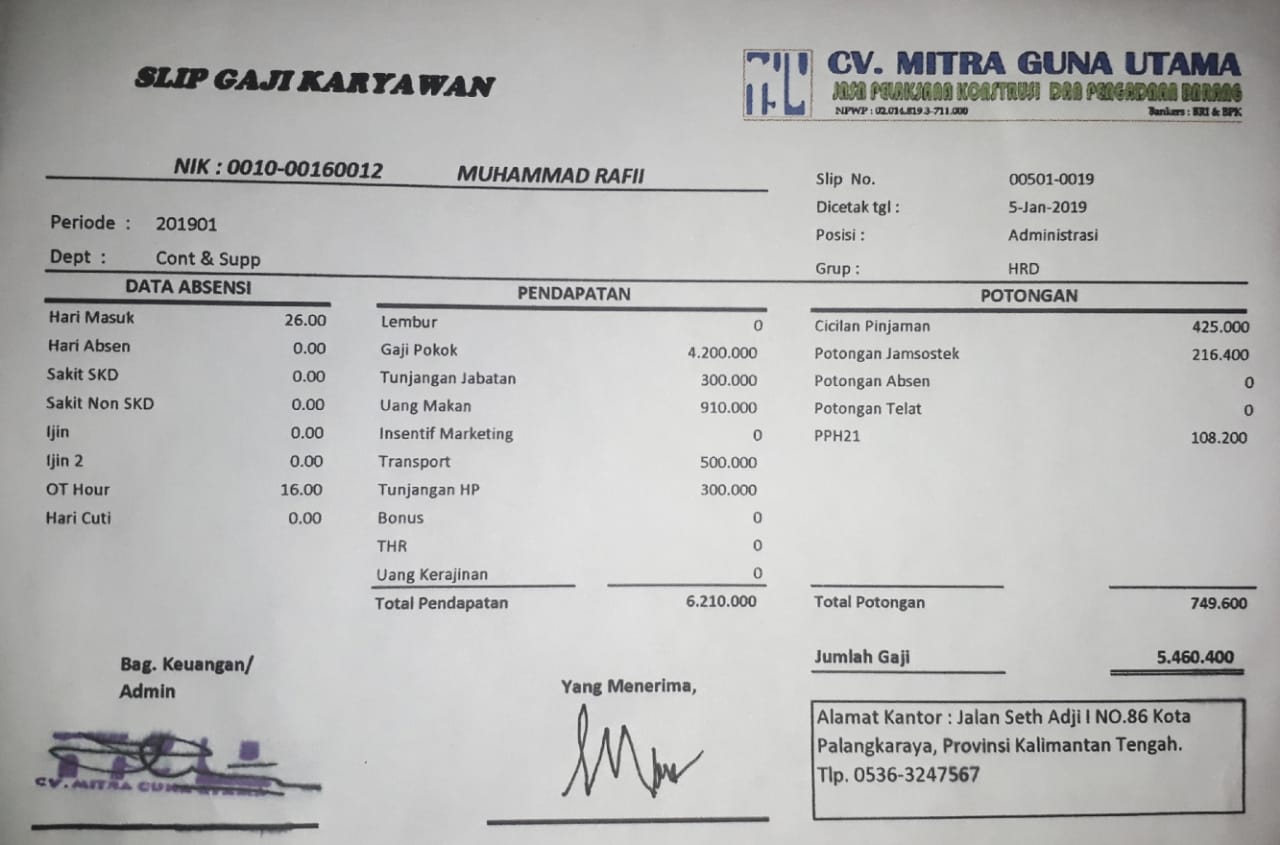 SLIP GAJI KARYAWAN
CV. MITRA GUNA UTAMA
JASA PELAKSANA KONSTRUKSI DAN PENGADAAN BARANG
NPWP : 02.014.819 3-711.000 Bankers : BRI & BPK
NIK : 0010-00160012 MUHAMMAD RAFII
Slip No. 00501-0019
Dicetak tgl : 5-Jan-2019
Posisi : Administrasi
Grup : HRD
Periode : 201901
Dept : Cont & Supp
DATA ABSENSI
Hari Masuk 26.00
Hari Absen 0.00
Sakit SKD 0.00
Sakit Non SKD 0.00
Ijin 0.00
Ijin 2 0.00
OT Hour 16.00
Hari Cuti 0.00
PENDAPATAN
Lembur 0
Gaji Pokok 4.200.000
Tunjangan Jabatan 300.000
Uang Makan 910.000
Insentif Marketing 0
Transport 500.000
Tunjangan HP 300.000
Bonus 0
THR 0
Uang Kerajinan 0
Total Pendapatan 6.210.000
POTONGAN
Cicilan Pinjaman 425.000
Potongan Jamsostek 216.400
Potongan Absen 0
Potongan Telat 0
PPH21 108.200
Total Potongan 749.600
Jumlah Gaji 5.460.400
Bag. Keuangan/
Admin
CV. MITRA GUNA UTAMA
Yang Menerima,
Alamat Kantor : Jalan Seth Adji I NO.86 Kota
Palangkaraya, Provinsi Kalimantan Tengah.
Tlp. 0536-3247567